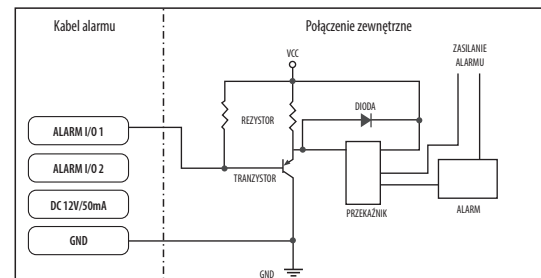 Kabel alarmu
Połączenie zewnętrzne
VCC
ZASILANIE
ALARMU
DIODA
REZYSTOR
ALARM I/O 1
ALARM I/O 2
TRANZYSTOR
DC 12V/50mA
PRZEKAŹNIK
ALARM
GND
GND